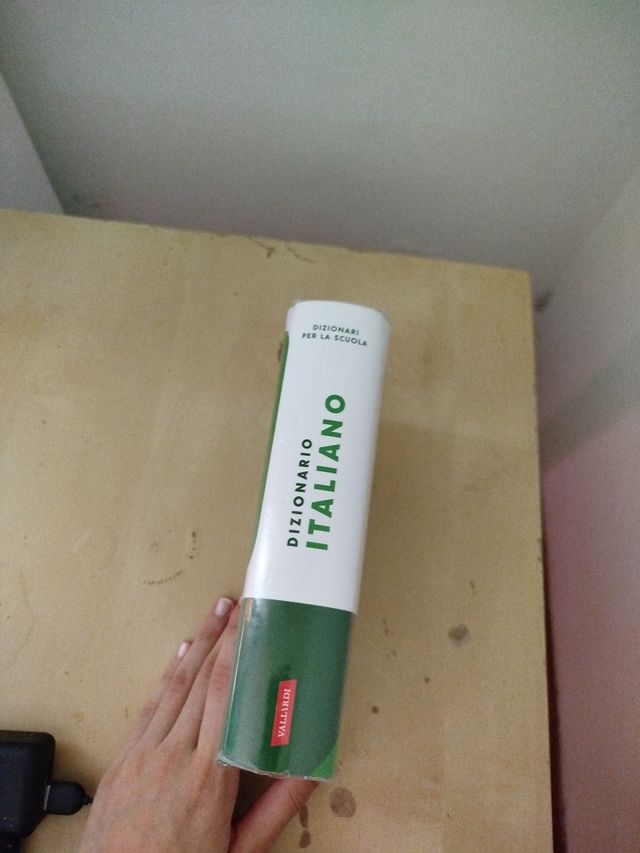 DIZIONARI
PER LA SCUOLA
DIZIONARIO
ITALIANO
VALLARDI